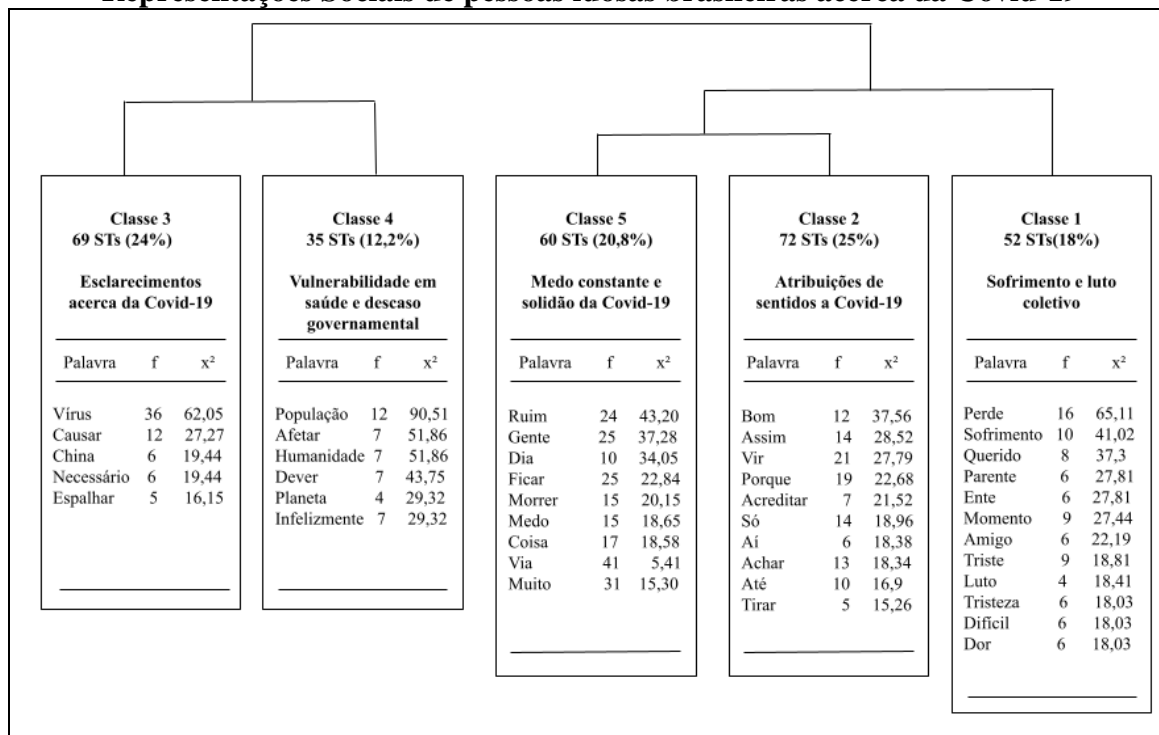 Representações Sociais de pessoas idosas brasileiras acerca da Covid-19
Classe 3
69 STs (24%)
Esclarecimentos
acerca da Covid-19
Palavra f x²
Vírus 36 62,05
Causar 12 27,27
China 6 19,44
Necessário 6 19,44
Espalhar 5 16,15
Classe 4
35 STs (12,2%)
Vulnerabilidade em
saúde e descaso
governamental
Palavra f x²
População 12 90,51
Afetar 7 51,86
Humanidade 7 51,86
Dever 7 43,75
Planeta 4 29,32
Infelizmente 7 29,32
Classe 5
60 STs (20,8%)
Medo constante e
solidão da Covid-19
Palavra f x²
Ruim 24 43,20
Gente 25 37,28
Dia 10 34,05
Ficar 25 22,84
Morrer 15 20,15
Medo 15 18,65
Coisa 17 18,58
Via 41 5,41
Muito 31 15,30
Classe 2
72 STs (25%)
Atribuições de
sentidos a Covid-19
Palavra f x²
Bom 12 37,56
Assim 14 28,52
Vir 21 27,79
Porque 19 22,68
Acreditar 7 21,52
Só 14 18,96
Aí 6 18,38
Achar 13 18,34
Até 10 16,9
Tirar 5 15,26
Classe 1
52 STs(18%)
Sofrimento e luto
coletivo
Palavra f x²
Perde 16 65,11
Sofrimento 10 41,02
Querido 8 37,3
Parente 6 27,81
Ente 6 27,81
Momento 9 27,44
Amigo 6 22,19
Triste 9 18,81
Luto 4 18,41
Tristeza 6 18,03
Difícil 6 18,03
Dor 6 18,03